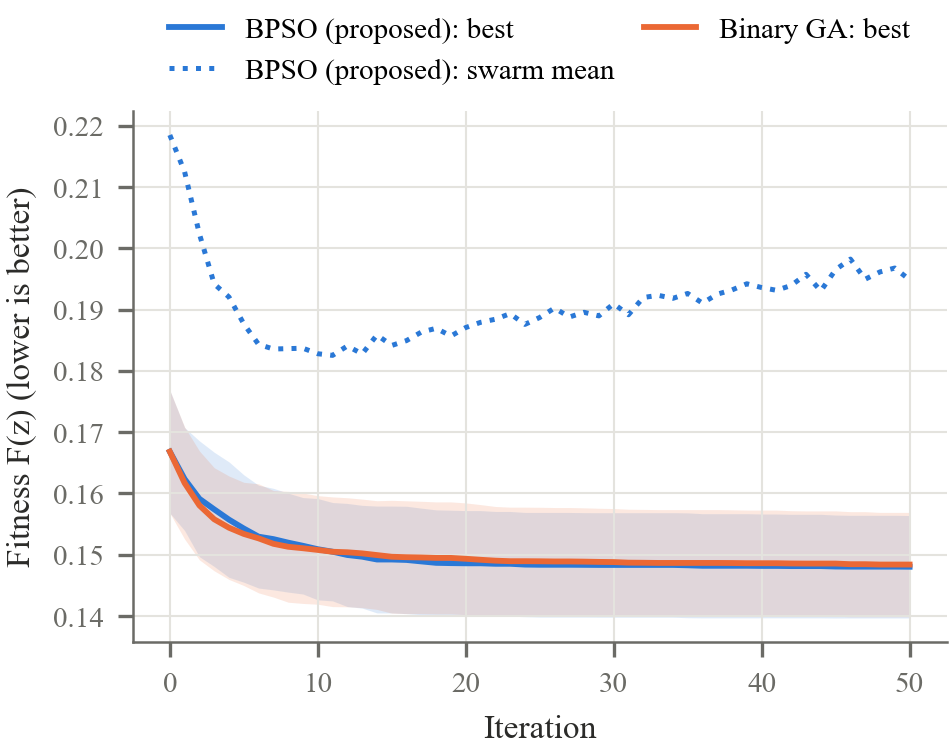 BPSO (proposed): best
Binary GA: best
BPSO (proposed): swarm mean
Fitness F(z) (lower is better)
0.22
0.21
0.20
0.19
0.18
0.17
0.16
0.15
0.14
0 10 20 30 40 50
Iteration